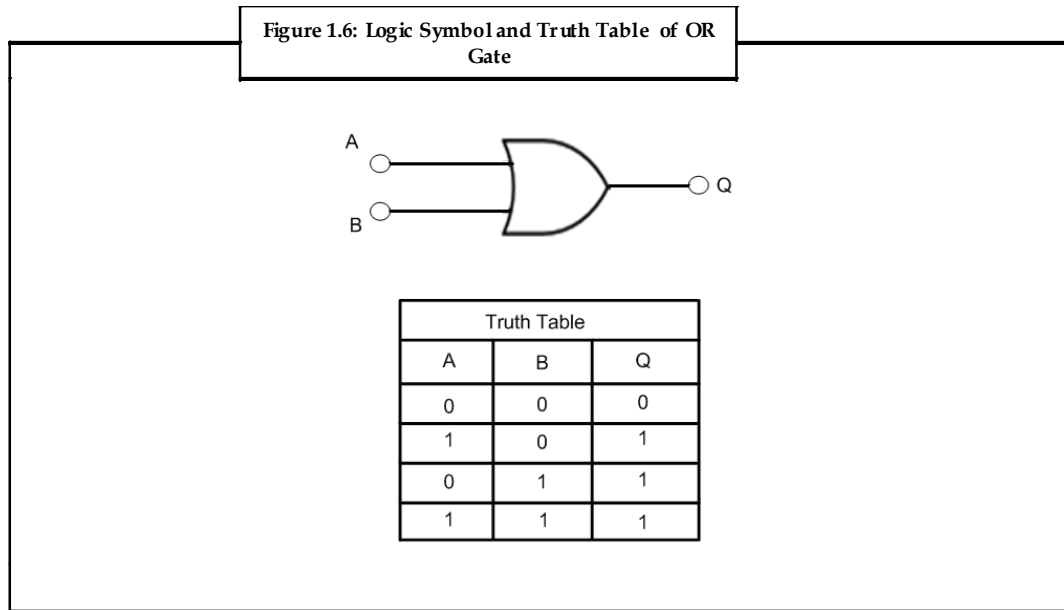 Figure 1.6: Logic Symbol and Truth Table of OR
Gate
A
Q
B
Truth Table
A B Q
0 0 0
1 0 1
0 1 1
1 1 1